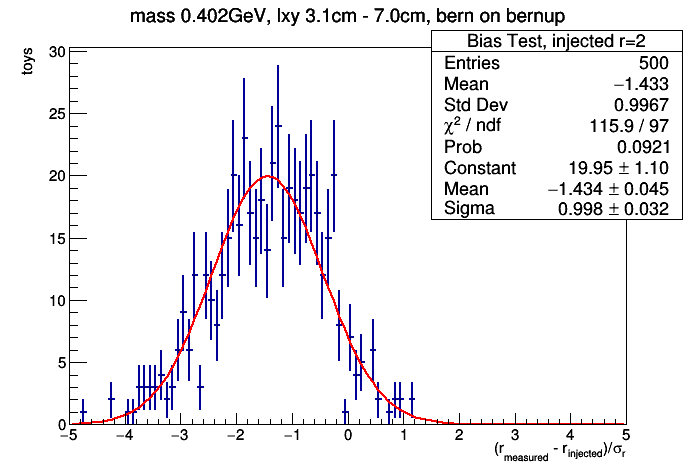 mass 0.402GeV, lxy 3.1cm - 7.0cm, bern on bernup
Bias Test, injected r=2
Entries 500
Mean −1.433
Std Dev 0.9967
χ² / ndf 115.9 / 97
Prob 0.0921
Constant 19.95 ± 1.10
Mean −1.434 ± 0.045
Sigma 0.998 ± 0.032
toys
30
25
20
15
10
5
0
−5 −4 −3 −2 −1 0 1 2 3 4 5
(r_measured - r_injected)/σ_r